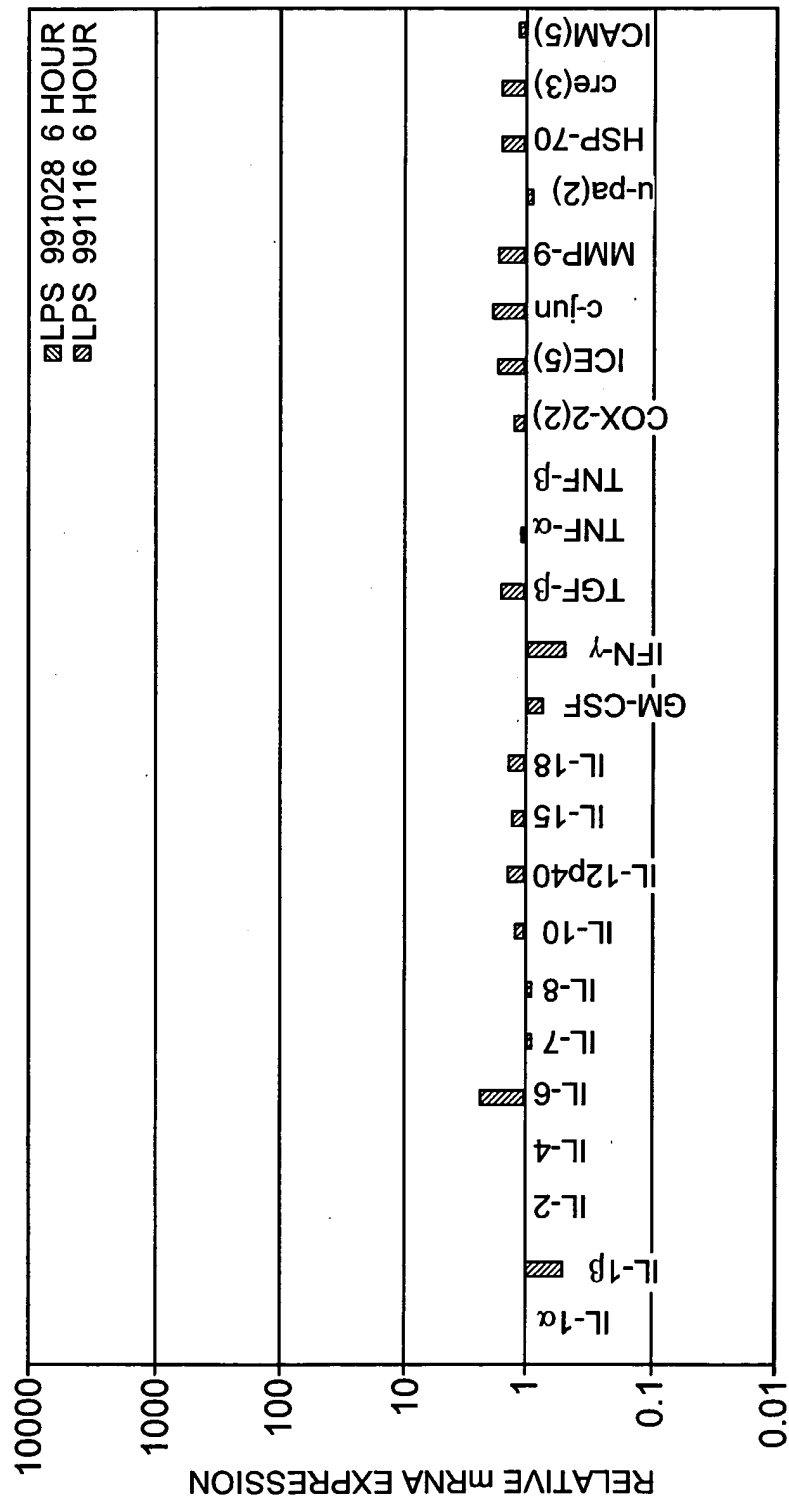 LPS 991028 6 HOUR
LPS 991116 6 HOUR
10000
1000
100
10
1
0.1
0.01
RELATIVE mRNA EXPRESSION
IL-1α
IL-1β
IL-2
IL-4
IL-6
IL-7
IL-8
IL-10
IL-12p40
IL-15
IL-18
GM-CSF
IFN-γ
TGF-β
TNF-α
TNF-β
COX-2(2)
ICE(5)
c-jun
MMP-9
u-pa(2)
HSP-70
cre(3)
ICAM(5)